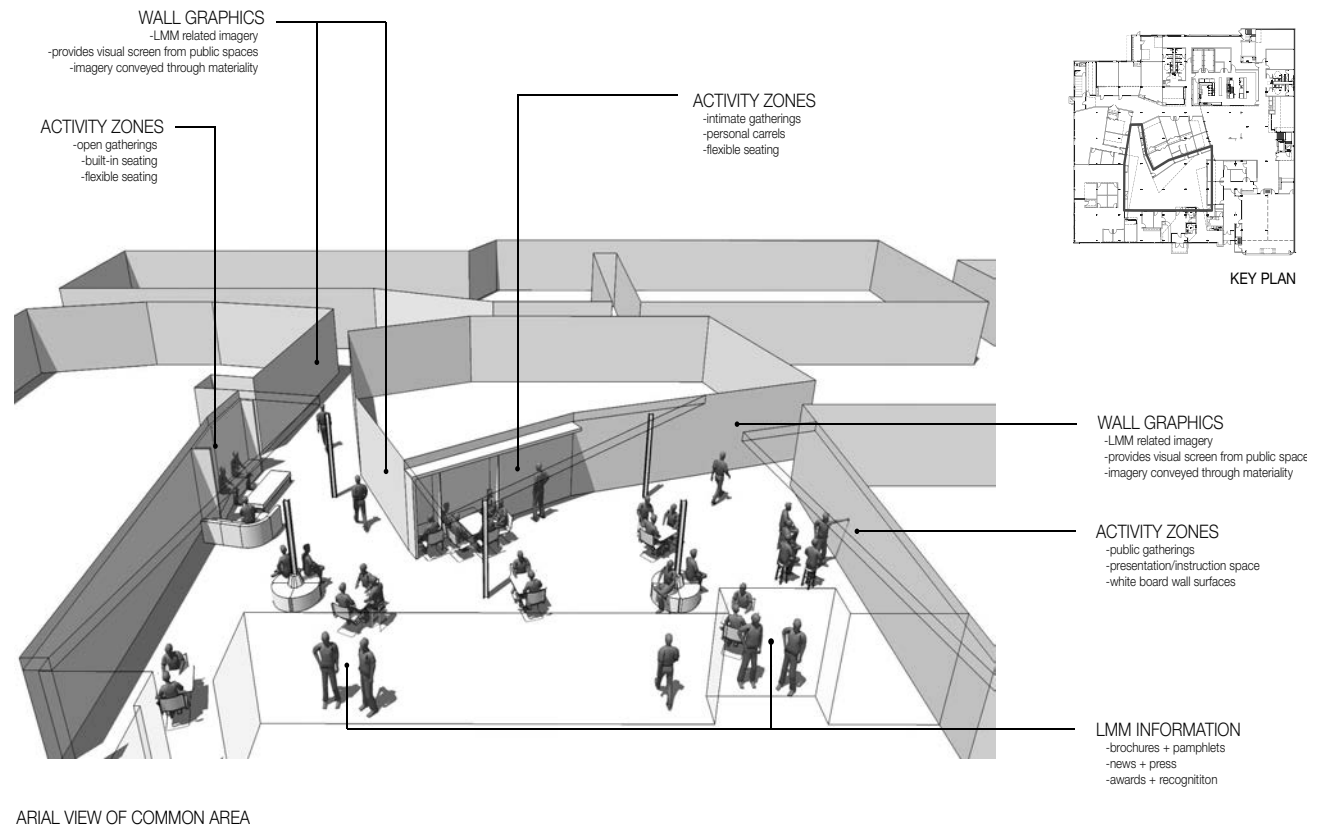 WALL GRAPHICS
-LMM related imagery
-provides visual screen from public spaces
-imagery conveyed through materiality
ACTIVITY ZONES
-open gatherings
-built-in seating
-flexible seating
ACTIVITY ZONES
-intimate gatherings
-personal carrels
-flexible seating
KEY PLAN
WALL GRAPHICS
-LMM related imagery
-provides visual screen from public space
-imagery conveyed through materiality
ACTIVITY ZONES
-public gatherings
-presentation/instruction space
-white board wall surfaces
LMM INFORMATION
-brochures + pamphlets
-news + press
-awards + recognititon
ARIAL VIEW OF COMMON AREA